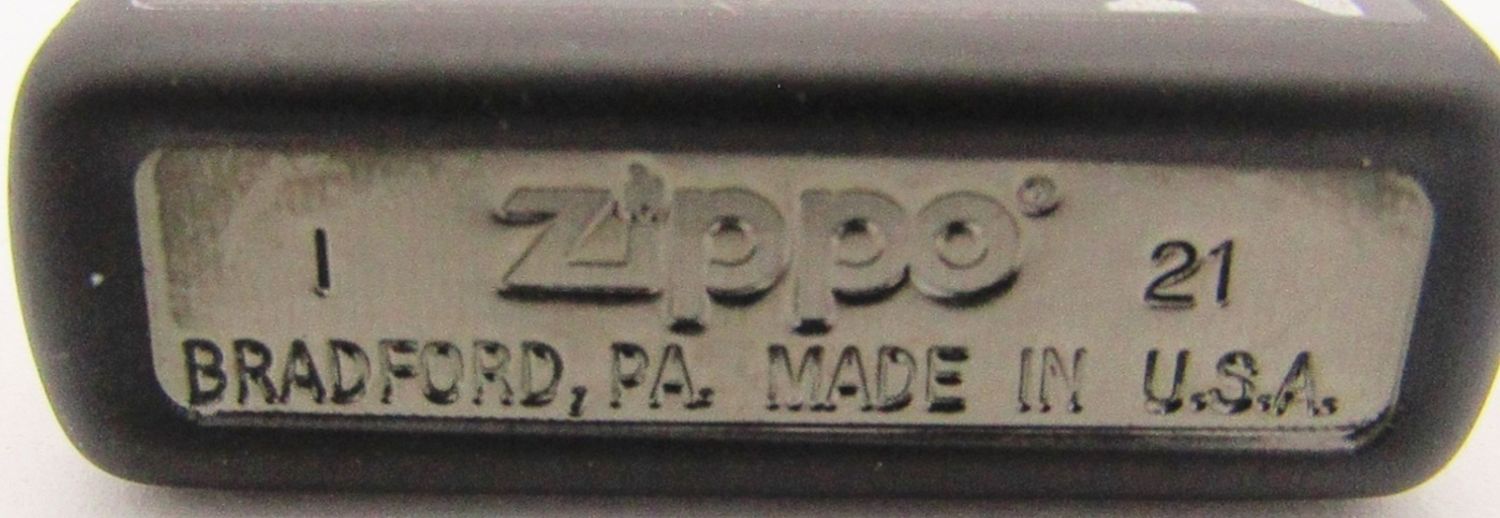 I Zippo® 21
BRADFORD, PA. MADE IN U.S.A.